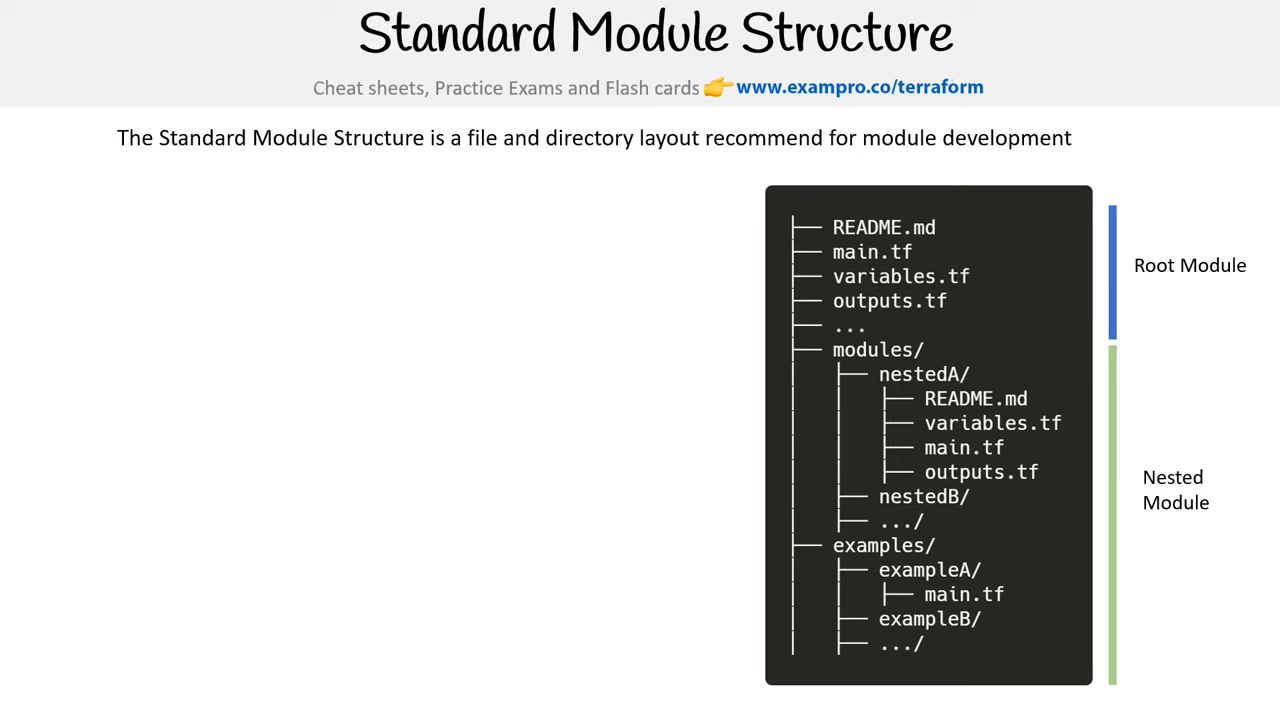 Standard Module Structure
Cheat sheets, Practice Exams and Flash cards 👉 www.exampro.co/terraform
The Standard Module Structure is a file and directory layout recommend for module development
├── README.md
├── main.tf
├── variables.tf
├── outputs.tf
├── ...
├── modules/
│   ├── nestedA/
│   │   ├── README.md
│   │   ├── variables.tf
│   │   ├── main.tf
│   │   ├── outputs.tf
│   ├── nestedB/
│   ├── .../
├── examples/
│   ├── exampleA/
│   │   ├── main.tf
│   ├── exampleB/
│   ├── .../
Root Module
Nested
Module